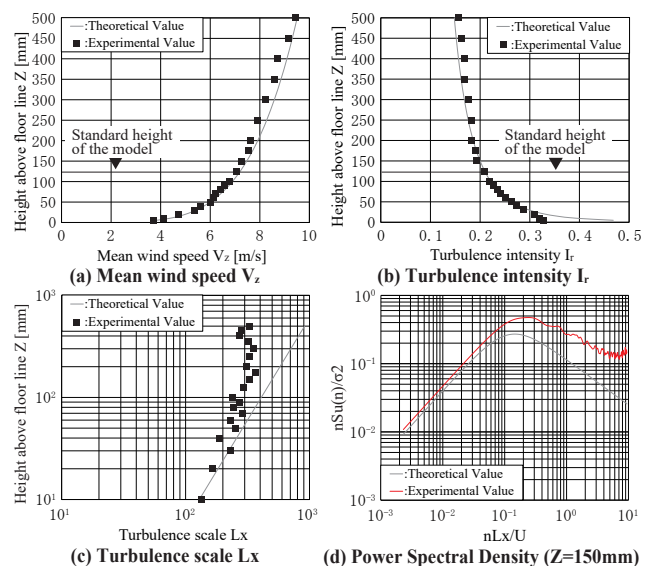 500
450
400
350
300
250
200
150
100
50
0
Height above floor line Z [mm]
:Theoretical Value
:Experimental Value
Standard height
of the model
0 2 4 6 8 10
Mean wind speed Vz [m/s]
(a) Mean wind speed Vz
500
450
400
350
300
250
200
150
100
50
0
Height above floor line Z [mm]
:Theoretical Value
:Experimental Value
Standard height
of the model
0 0.1 0.2 0.3 0.4 0.5
Turbulence intensity Ir
(b) Turbulence intensity Ir
10³
10²
10¹
Height above floor line Z [mm]
:Theoretical Value
:Experimental Value
10¹ 10² 10³
Turbulence scale Lx
(c) Turbulence scale Lx
10⁰
10⁻¹
10⁻²
10⁻³
nSu(n)/σ2
:Theoretical Value
:Experimental Value
10⁻³ 10⁻² 10⁻¹ 10⁰ 10¹
nLx/U
(d) Power Spectral Density (Z=150mm)